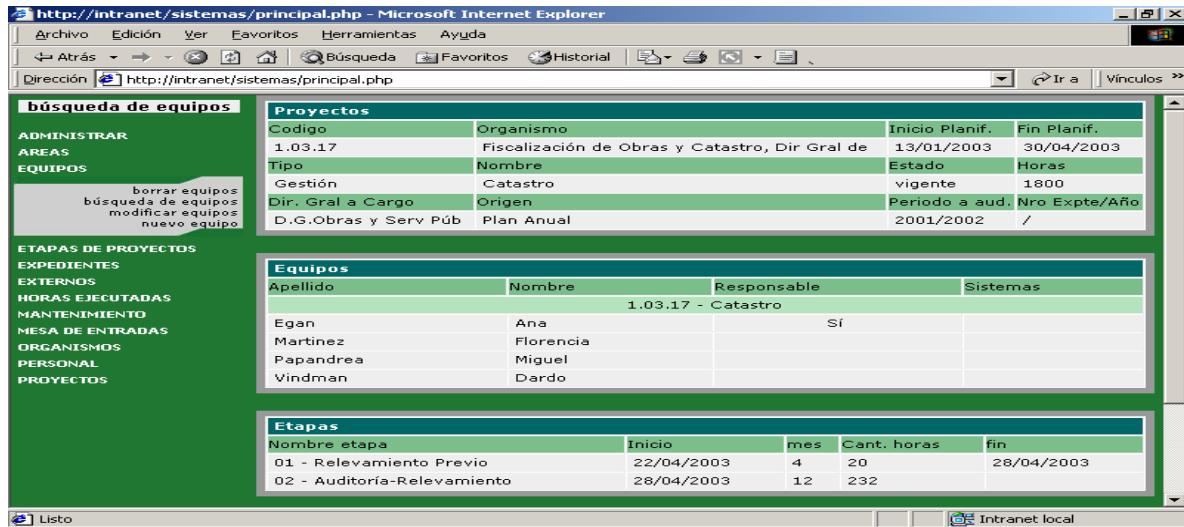 http://intranet/sistemas/principal.php - Microsoft Internet Explorer
Archivo Edición Ver Favoritos Herramientas Ayuda
Atrás Búsqueda Favoritos Historial
Dirección http://intranet/sistemas/principal.php Ir a Vínculos »
búsqueda de equipos
ADMINISTRAR
AREAS
EQUIPOS
borrar equipos
búsqueda de equipos
modificar equipos
nuevo equipo
ETAPAS DE PROYECTOS
EXPEDIENTES
EXTERNOS
HORAS EJECUTADAS
MANTENIMIENTO
MESA DE ENTRADAS
ORGANISMOS
PERSONAL
PROYECTOS
Proyectos
Codigo Organismo Inicio Planif. Fin Planif.
1.03.17 Fiscalización de Obras y Catastro, Dir Gral de 13/01/2003 30/04/2003
Tipo Nombre Estado Horas
Gestión Catastro vigente 1800
Dir. Gral a Cargo Origen Periodo a aud. Nro Expte/Año
D.G.Obras y Serv Púb Plan Anual 2001/2002 /
Equipos
Apellido Nombre Responsable Sistemas
1.03.17 - Catastro
Egan Ana Sí
Martinez Florencia
Papandrea Miguel
Vindman Dardo
Etapas
Nombre etapa Inicio mes Cant. horas fin
01 - Relevamiento Previo 22/04/2003 4 20 28/04/2003
02 - Auditoría-Relevamiento 28/04/2003 12 232
Listo Intranet local